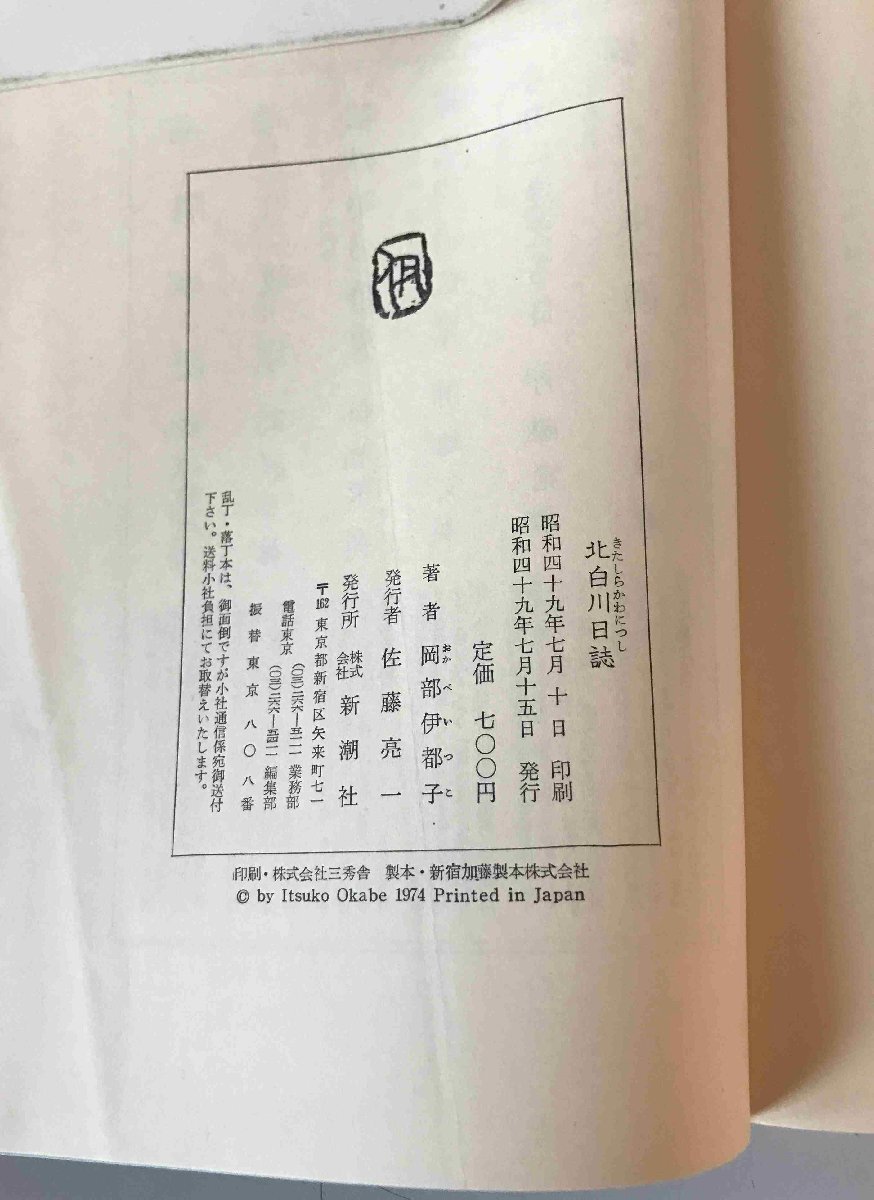 きたしらかわにつし
北白川日誌
昭和四十九年七月十日 印刷
昭和四十九年七月十五日 発行
定価 七〇〇円
著者 岡部伊都子
おかべいつこ
発行者 佐藤亮一
発行所 株式会社 新潮社
〒162 東京都新宿区矢来町七一
電話東京 (〇三)二六六―五一一一 業務部
(〇三)二六六―五四一一 編集部
振替東京 八〇八番
乱丁・落丁本は、御面倒ですが小社通信係宛御送付
下さい。送料小社負担にてお取替えいたします。
印刷・株式会社三秀舎 製本・新宿加藤製本株式会社
© by Itsuko Okabe 1974 Printed in Japan